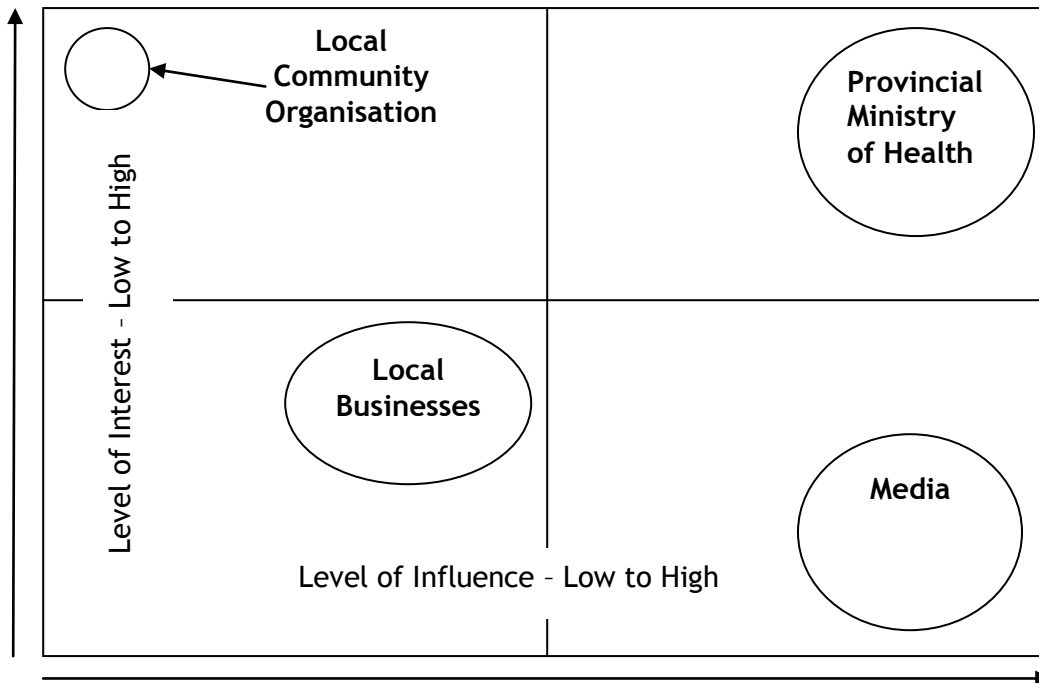 Local
Community
Organisation
Provincial
Ministry
of Health
Level of Interest – Low to High
Local
Businesses
Media
Level of Influence – Low to High